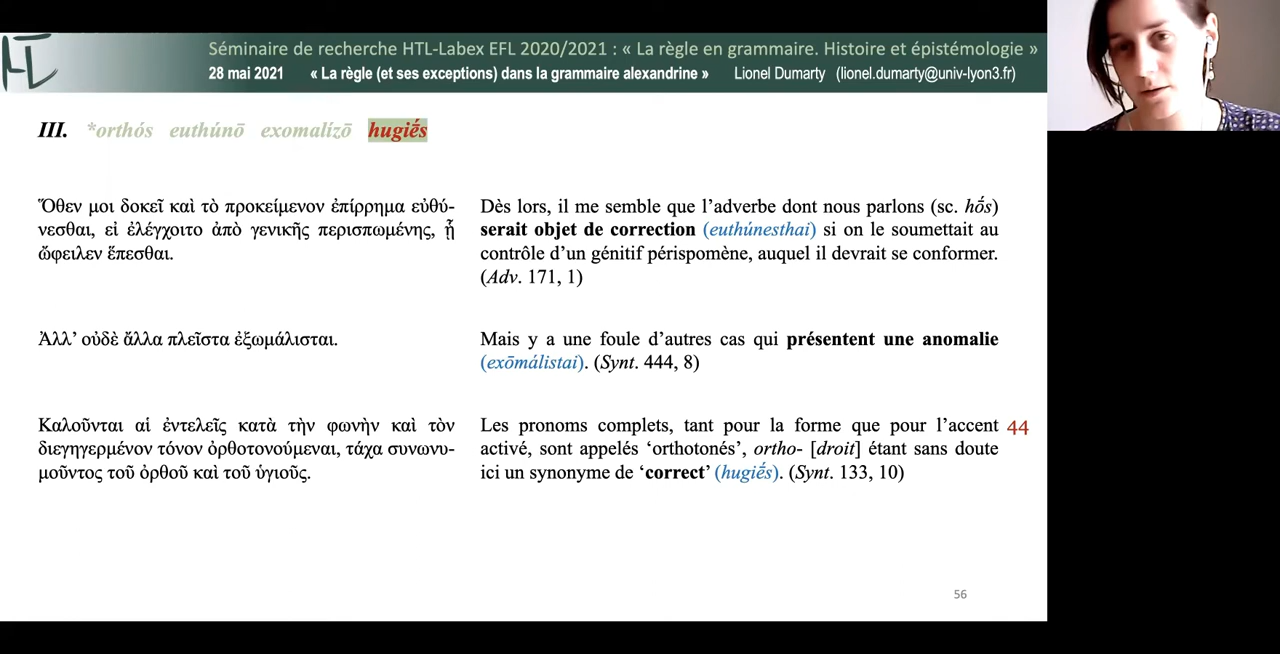 HTL
Séminaire de recherche HTL-Labex EFL 2020/2021 : « La règle en grammaire. Histoire et épistémologie »
28 mai 2021 « La règle (et ses exceptions) dans la grammaire alexandrine » Lionel Dumarty (lionel.dumarty@univ-lyon3.fr)
III. *orthós euthúnō exomalízō hugiḗs
Ὅθεν μοι δοκεῖ καὶ τὸ προκείμενον ἐπίρρημα εὐθύ-
νεσθαι, εἰ ἐλέγχοιτο ἀπὸ γενικῆς περισπωμένης, ᾗ
ὤφειλεν ἕπεσθαι.
Dès lors, il me semble que l’adverbe dont nous parlons (sc. hṓs)
serait objet de correction (euthúnesthai) si on le soumettait au
contrôle d’un génitif périspomène, auquel il devrait se conformer.
(Adv. 171, 1)
Ἀλλ’ οὐδὲ ἄλλα πλεῖστα ἐξωμάλισται.
Mais y a une foule d’autres cas qui présentent une anomalie
(exōmálistai). (Synt. 444, 8)
Καλοῦνται αἱ ἐντελεῖς κατὰ τὴν φωνὴν καὶ τὸν
διεγηγερμένον τόνον ὀρθοτονούμεναι, τάχα συνωνυ-
μοῦντος τοῦ ὀρθοῦ καὶ τοῦ ὑγιοῦς.
Les pronoms complets, tant pour la forme que pour l’accent 44
activé, sont appelés ‘orthotonés’, ortho- [droit] étant sans doute
ici un synonyme de ‘correct’ (hugiḗs). (Synt. 133, 10)
56